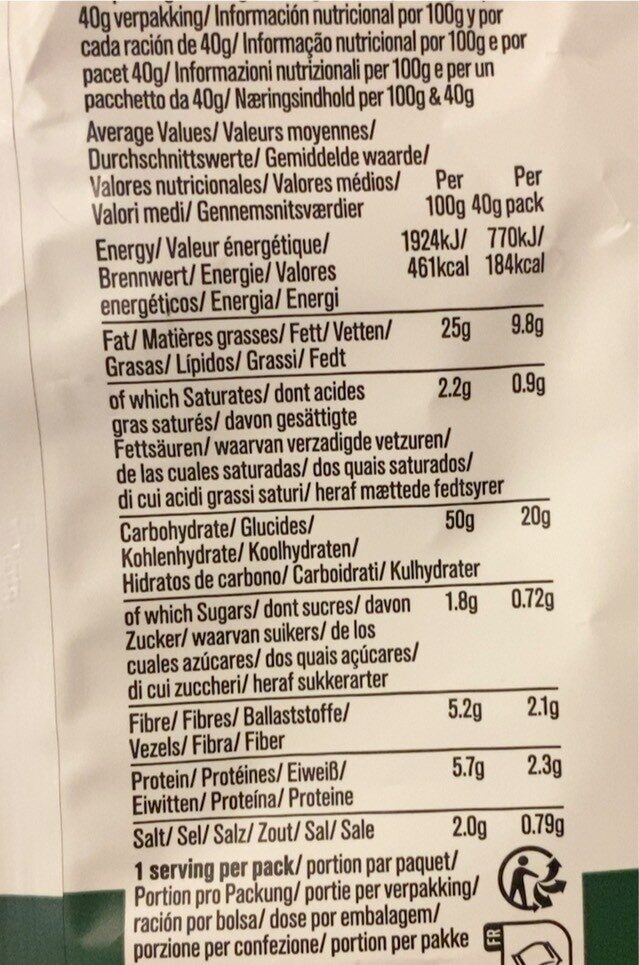 40g verpakking/ Información nutricional por 100g y por
cada ración de 40g/ Informação nutricional por 100g e por
pacet 40g/ Informazioni nutrizionali per 100g e per un
pacchetto da 40g/ Næringsindhold per 100g & 40g
Average Values/ Valeurs moyennes/
Durchschnittswerte/ Gemiddelde waarde/
Valores nutricionales/ Valores médios/ Per Per
Valori medi/ Gennemsnitsværdier 100g 40g pack
Energy/ Valeur énergétique/ 1924kJ/ 770kJ/
Brennwert/ Energie/ Valores 461kcal 184kcal
energéticos/ Energia/ Energi
Fat/ Matières grasses/ Fett/ Vetten/ 25g 9.8g
Grasas/ Lípidos/ Grassi/ Fedt
of which Saturates/ dont acides 2.2g 0.9g
gras saturés/ davon gesättigte
Fettsäuren/ waarvan verzadigde vetzuren/
de las cuales saturadas/ dos quais saturados/
di cui acidi grassi saturi/ heraf mættede fedtsyrer
Carbohydrate/ Glucides/ 50g 20g
Kohlenhydrate/ Koolhydraten/
Hidratos de carbono/ Carboidrati/ Kulhydrater
of which Sugars/ dont sucres/ davon 1.8g 0.72g
Zucker/ waarvan suikers/ de los
cuales azúcares/ dos quais açúcares/
di cui zuccheri/ heraf sukkerarter
Fibre/ Fibres/ Ballaststoffe/ 5.2g 2.1g
Vezels/ Fibra/ Fiber
Protein/ Protéines/ Eiweiß/ 5.7g 2.3g
Eiwitten/ Proteína/ Proteine
Salt/ Sel/ Salz/ Zout/ Sal/ Sale 2.0g 0.79g
1 serving per pack/ portion par paquet/
Portion pro Packung/ portie per verpakking/
ración por bolsa/ dose por embalagem/
porzione per confezione/ portion per pakke
FR